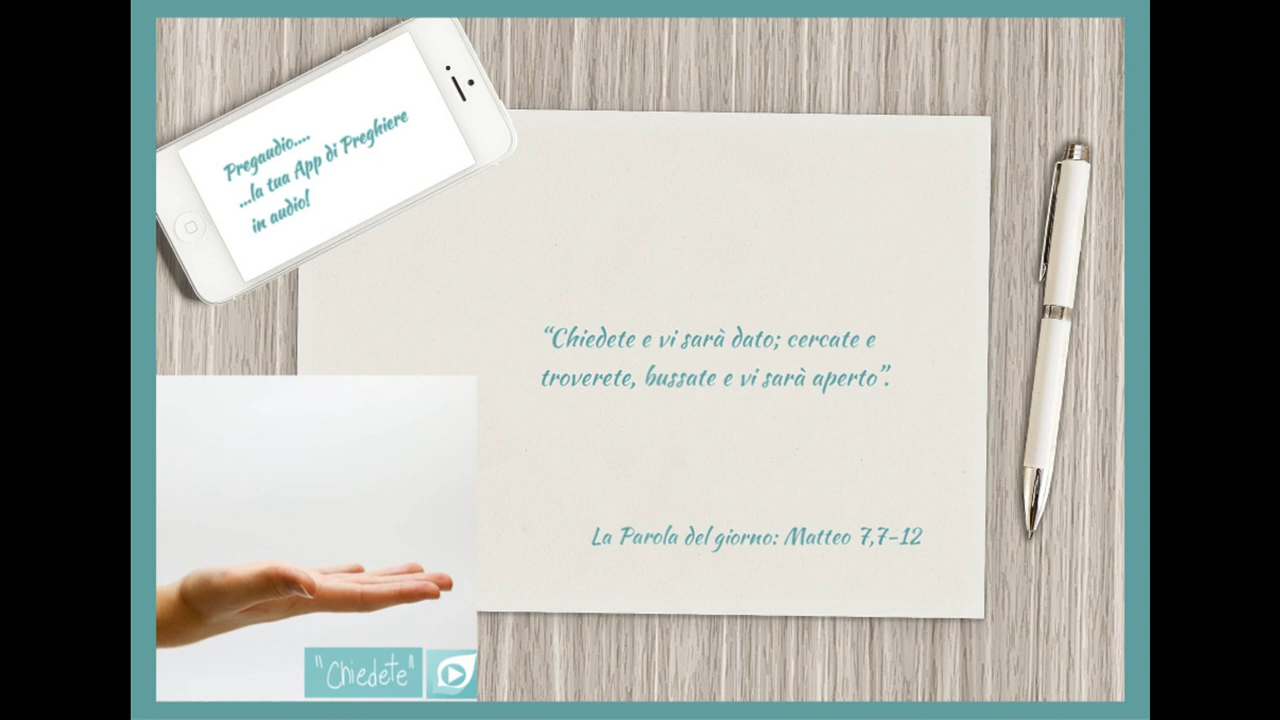 Pregaudio....
...la tua App di Preghiere
in audio!
“Chiedete e vi sarà dato; cercate e
troverete, bussate e vi sarà aperto”.
La Parola del giorno: Matteo 7,7-12
"Chiedete"